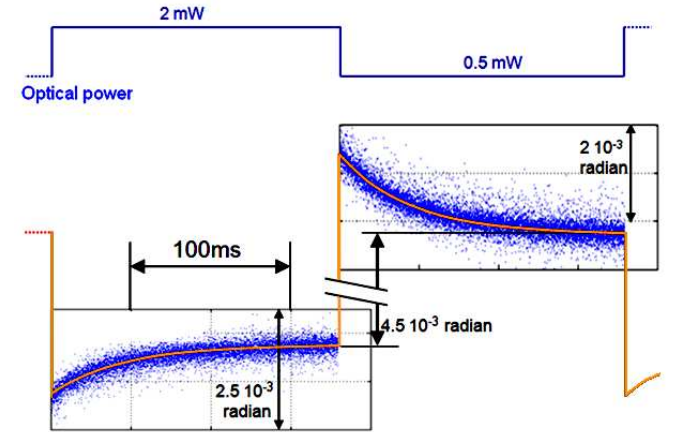 2 mW
0.5 mW
Optical power
2 10⁻³
radian
100ms
4.5 10⁻³ radian
2.5 10⁻³
radian